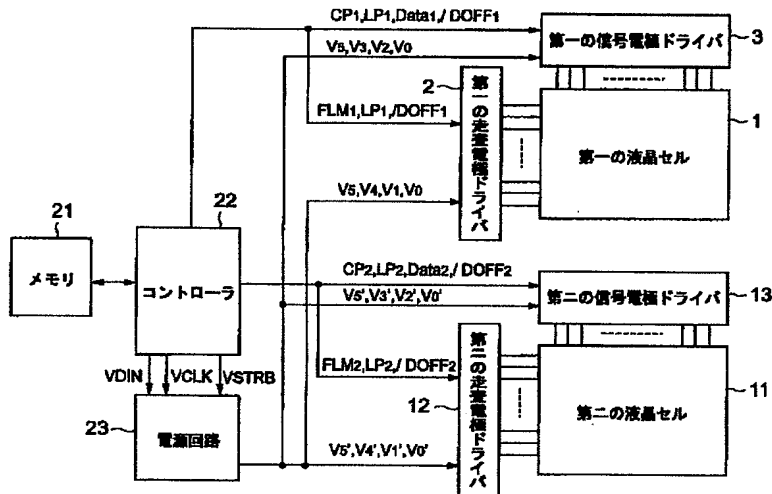 CP1,LP1,Data1,/ DOFF1
第一の信号電極ドライバ
3
V5,V3,V2,V0
2
第一の走査電極ドライバ
FLM1,LP1,/DOFF1
1
第一の液晶セル
V5,V4,V1,V0
21
メモリ
22
コントローラ
CP2,LP2,Data2,/ DOFF2
第二の信号電極ドライバ
13
V5',V3',V2',V0'
第二の走査電極ドライバ
FLM2,LP2,/ DOFF2
12
11
第二の液晶セル
VDIN
VCLK
VSTRB
23
電源回路
V5',V4',V1',V0'